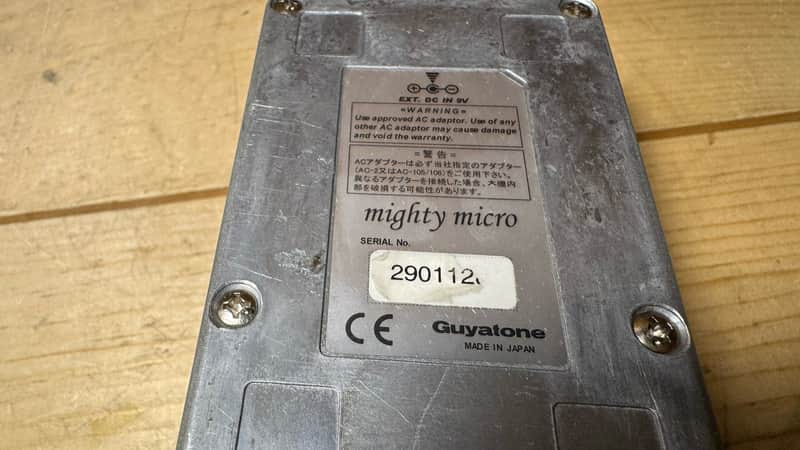 EXT. DC IN 9V
=WARNING=
Use approved AC adaptor. Use of any
other AC adaptor may cause damage
and void the warranty.
=警告=
ACアダプターは必ず当社指定のアダプター
(AC-2又はAC-105/106)をご使用下さい。
異なるアダプターを接続した場合、本機内
部を破損する可能性があります。
mighty micro
SERIAL No.
290112
CE
Guyatone
MADE IN JAPAN